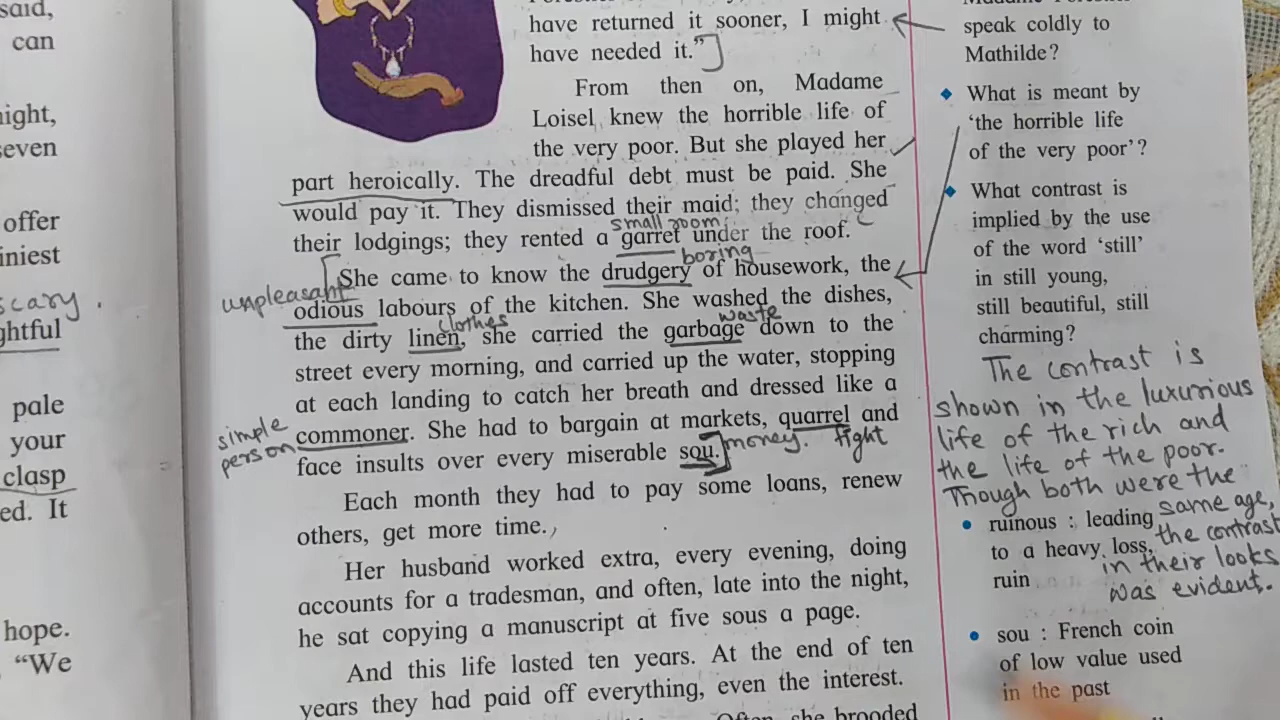 said,
can
night,
seven
offer
tiniest
scary.
ghtful
pale
your
clasp
ed. It
hope.
"We
have returned it sooner, I might
have needed it."
From then on, Madame
Loisel knew the horrible life of
the very poor. But she played her
part heroically. The dreadful debt must be paid. She
would pay it. They dismissed their maid; they changed
small room
their lodgings; they rented a garret under the roof.
boring
She came to know the drudgery of housework, the
unpleasant
odious labours of the kitchen. She washed the dishes,
clothes waste
the dirty linen, she carried the garbage down to the
street every morning, and carried up the water, stopping
at each landing to catch her breath and dressed like a
simple person
commoner. She had to bargain at markets, quarrel and
face insults over every miserable sou. money. fight
Each month they had to pay some loans, renew
others, get more time.
Her husband worked extra, every evening, doing
accounts for a tradesman, and often, late into the night,
he sat copying a manuscript at five sous a page.
And this life lasted ten years. At the end of ten
years they had paid off everything, even the interest.
Often she brooded
speak coldly to
Mathilde?
What is meant by
'the horrible life
of the very poor'?
What contrast is
implied by the use
of the word 'still'
in still young,
still beautiful, still
charming?
The contrast is
shown in the luxurious
life of the rich and
the life of the poor.
Though both were the
same age,
the contrast
in their looks
was evident.
• ruinous : leading
to a heavy loss,
ruin
• sou : French coin
of low value used
in the past